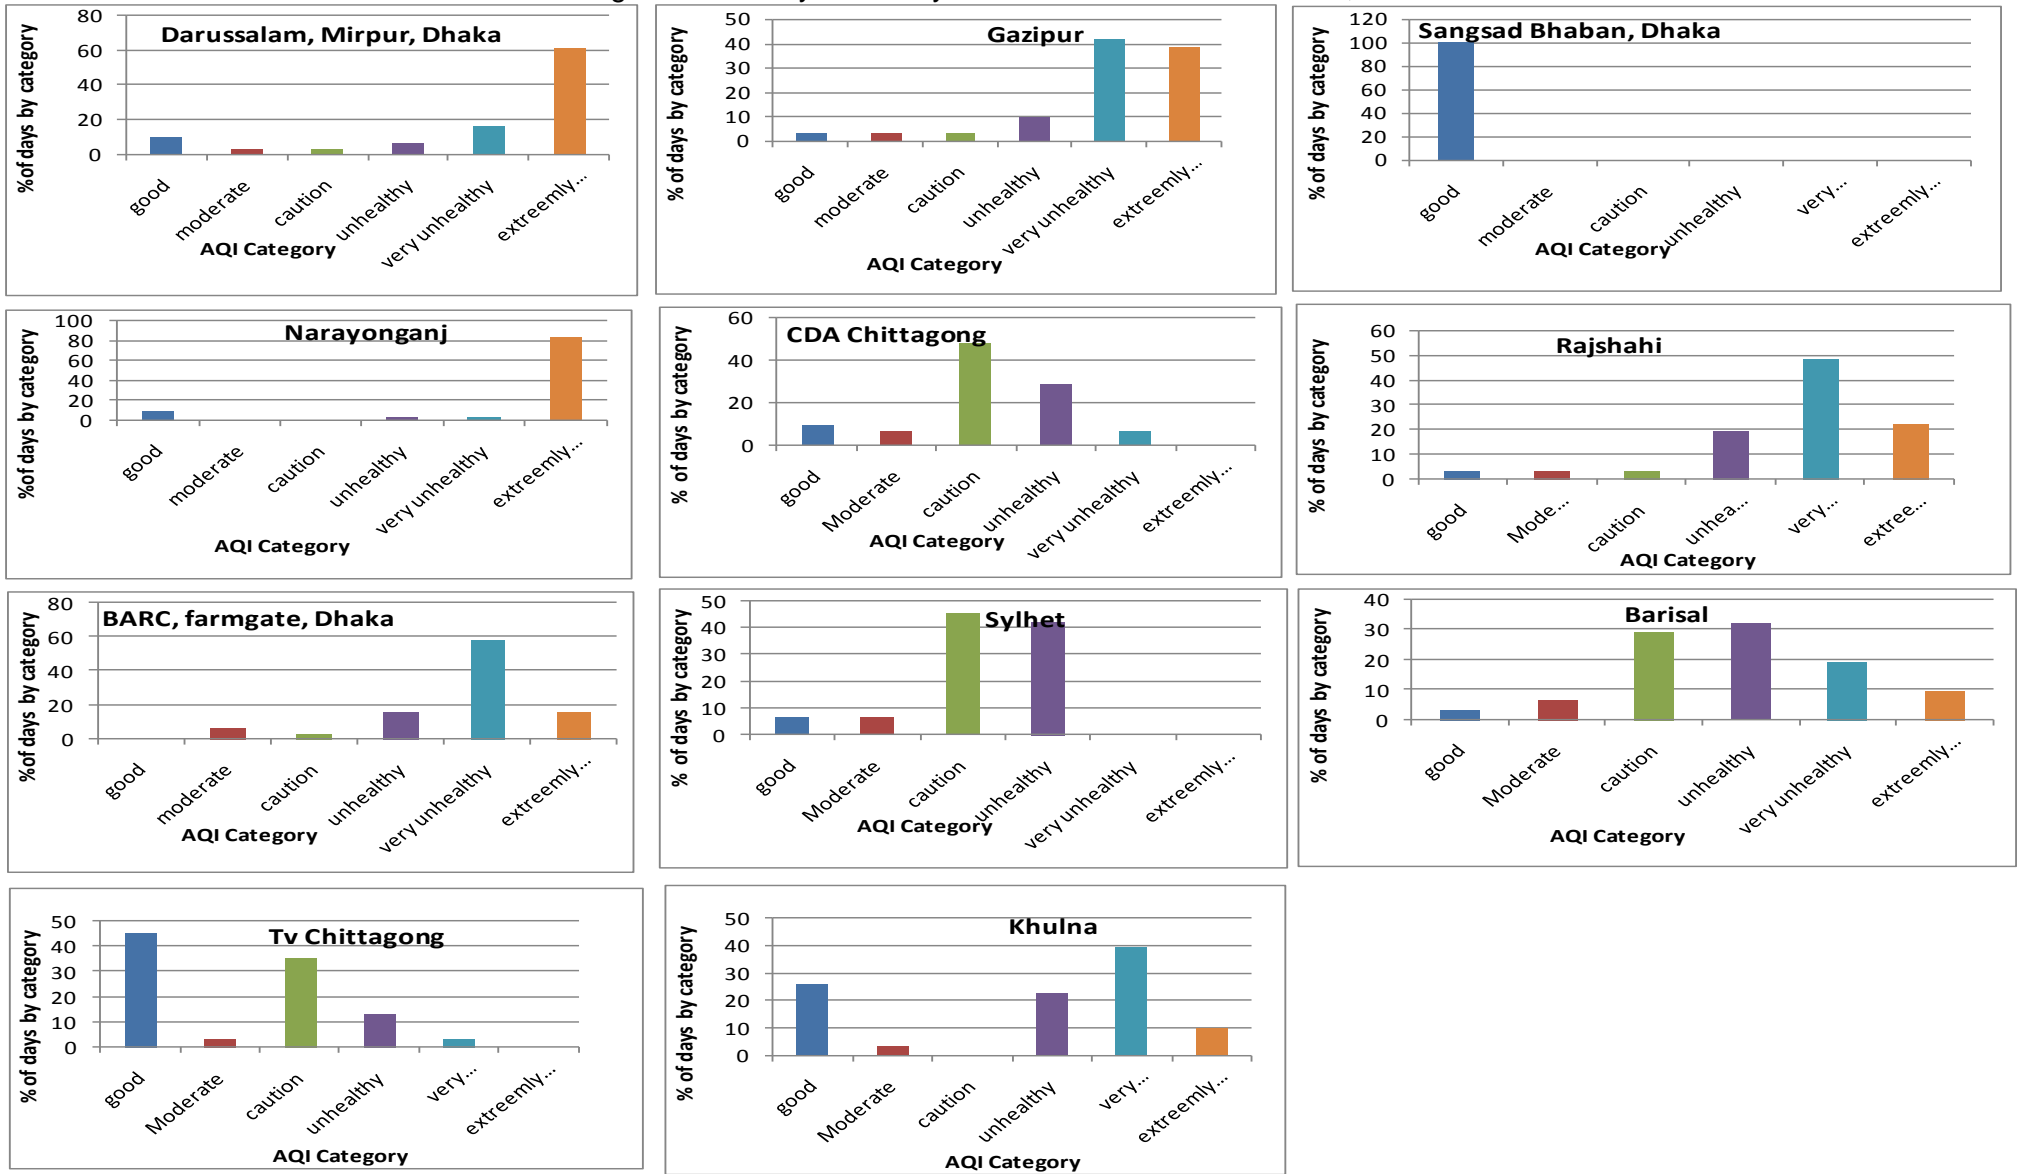 Darussalam, Mirpur, Dhaka
%of days by category
80
60
40
20
0
good
moderate
caution
unhealthy
very unhealthy
extreemly...
AQI Category
Gazipur
% of days by category
50
40
30
20
10
0
good
moderate
caution
unhealthy
very unhealthy
extreemly...
AQI Category
Sangsad Bhaban, Dhaka
% of days by category
120
100
80
60
40
20
0
good
moderate
caution
unhealthy
very...
extreemly...
AQI Category
Narayonganj
%of days by category
100
80
60
40
20
0
good
moderate
caution
unhealthy
very unhealthy
extreemly...
AQI Category
CDA Chittagong
% of days by category
60
40
20
0
good
Moderate
caution
unhealthy
very unhealthy
extreemly...
AQI Category
Rajshahi
% of days by category
60
50
40
30
20
10
0
good
Mode...
caution
unhea...
very...
extree...
AQI Category
BARC, farmgate, Dhaka
%of days by category
80
60
40
20
0
good
moderate
caution
unhealthy
very unhealthy
extreemly...
AQI Category
Sylhet
% of days by category
50
40
30
20
10
0
good
Moderate
caution
unhealthy
very unhealthy
extreemly...
AQI Category
Barisal
% of days by category
40
30
20
10
0
good
Moderate
caution
unhealthy
very unhealthy
extreemly...
AQI Category
Tv Chittagong
%of days by category
50
40
30
20
10
0
good
Moderate
caution
unhealthy
very...
extreemly...
AQI Category
Khulna
% of days by category
50
40
30
20
10
0
good
Moderate
caution
unhealthy
very...
extreemly...
AQI Category